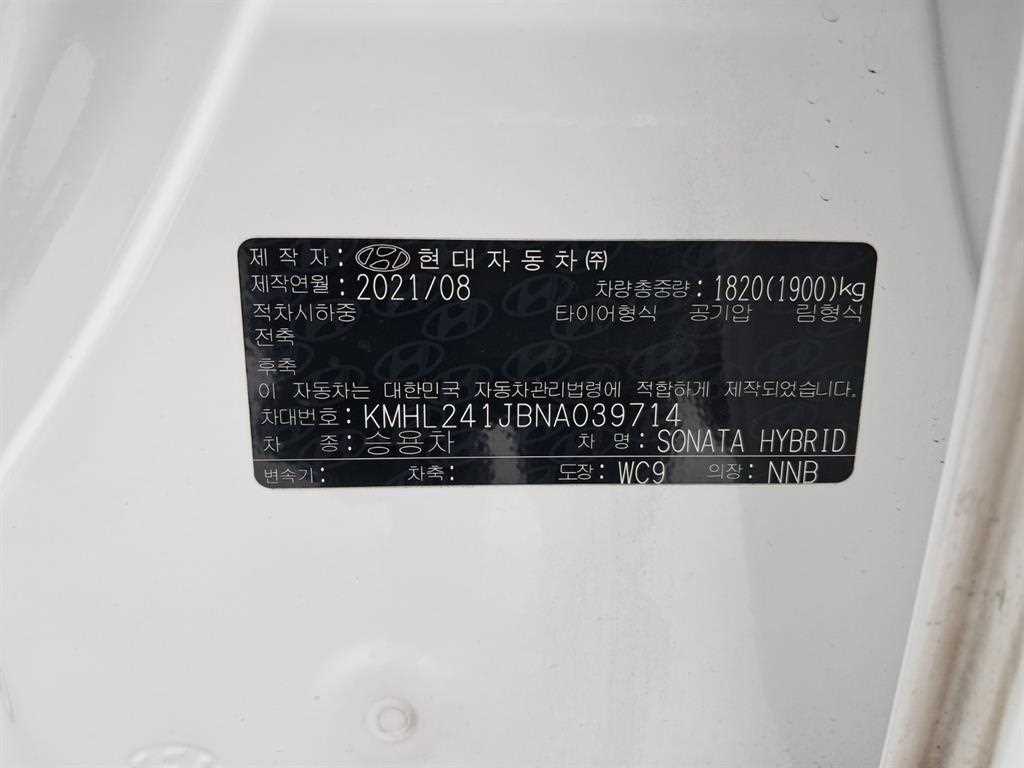 제작자: 현대자동차㈜
제작연월: 2021/08 차량총중량: 1820(1900)kg
적차시하중 타이어형식 공기압 림형식
전축
후축
이 자동차는 대한민국 자동차관리법령에 적합하게 제작되었습니다.
차대번호: KMHL241JBNA039714
차 종: 승용차 차 명: SONATA HYBRID
변속기: 차축: 도장: WC9 의장: NNB